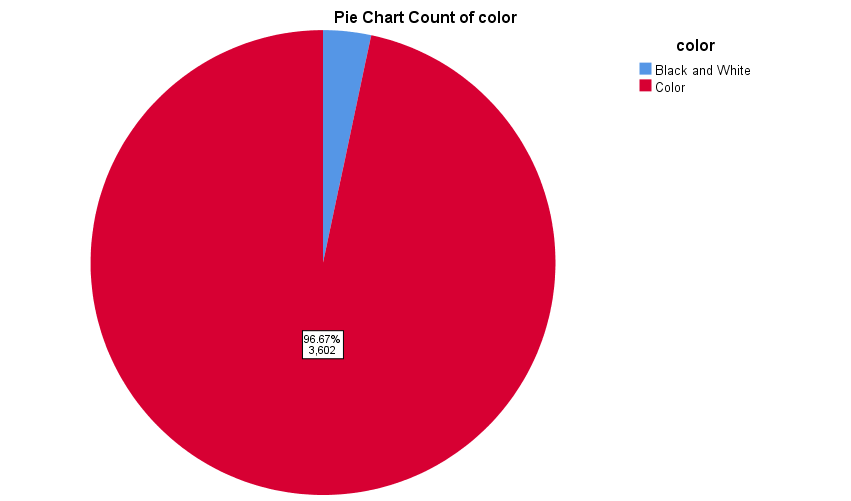 Pie Chart Count of color
color
Black and White
Color
96.67%
3,602